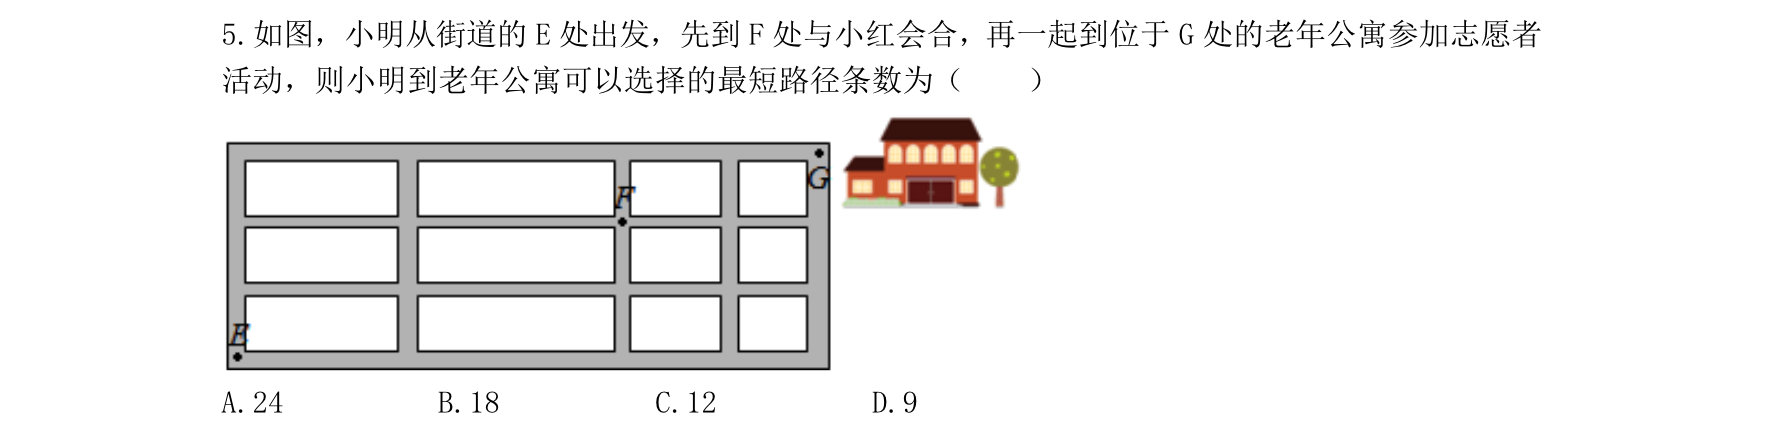 5.如图，小明从街道的 E 处出发，先到 F 处与小红会合，再一起到位于 G 处的老年公寓参加志愿者
活动，则小明到老年公寓可以选择的最短路径条数为（　　）
G
F
E
A.24 B.18 C.12 D.9